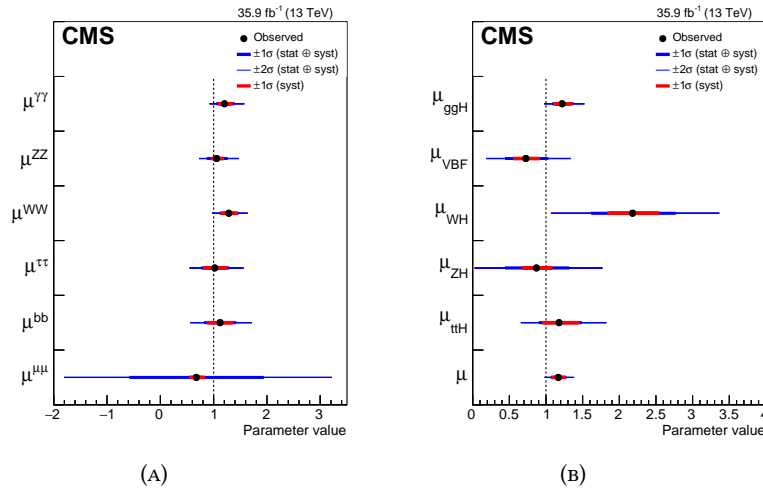 35.9 fb⁻¹ (13 TeV)
CMS
Observed
±1σ (stat ⊕ syst)
±2σ (stat ⊕ syst)
±1σ (syst)
μ^γγ
μ^ZZ
μ^WW
μ^ττ
μ^bb
μ^μμ
−2 −1 0 1 2 3
Parameter value
(A)
35.9 fb⁻¹ (13 TeV)
CMS
Observed
±1σ (stat ⊕ syst)
±2σ (stat ⊕ syst)
±1σ (syst)
μ_ggH
μ_VBF
μ_WH
μ_ZH
μ_ttH
μ
0 0.5 1 1.5 2 2.5 3 3.5 4
Parameter value
(B)